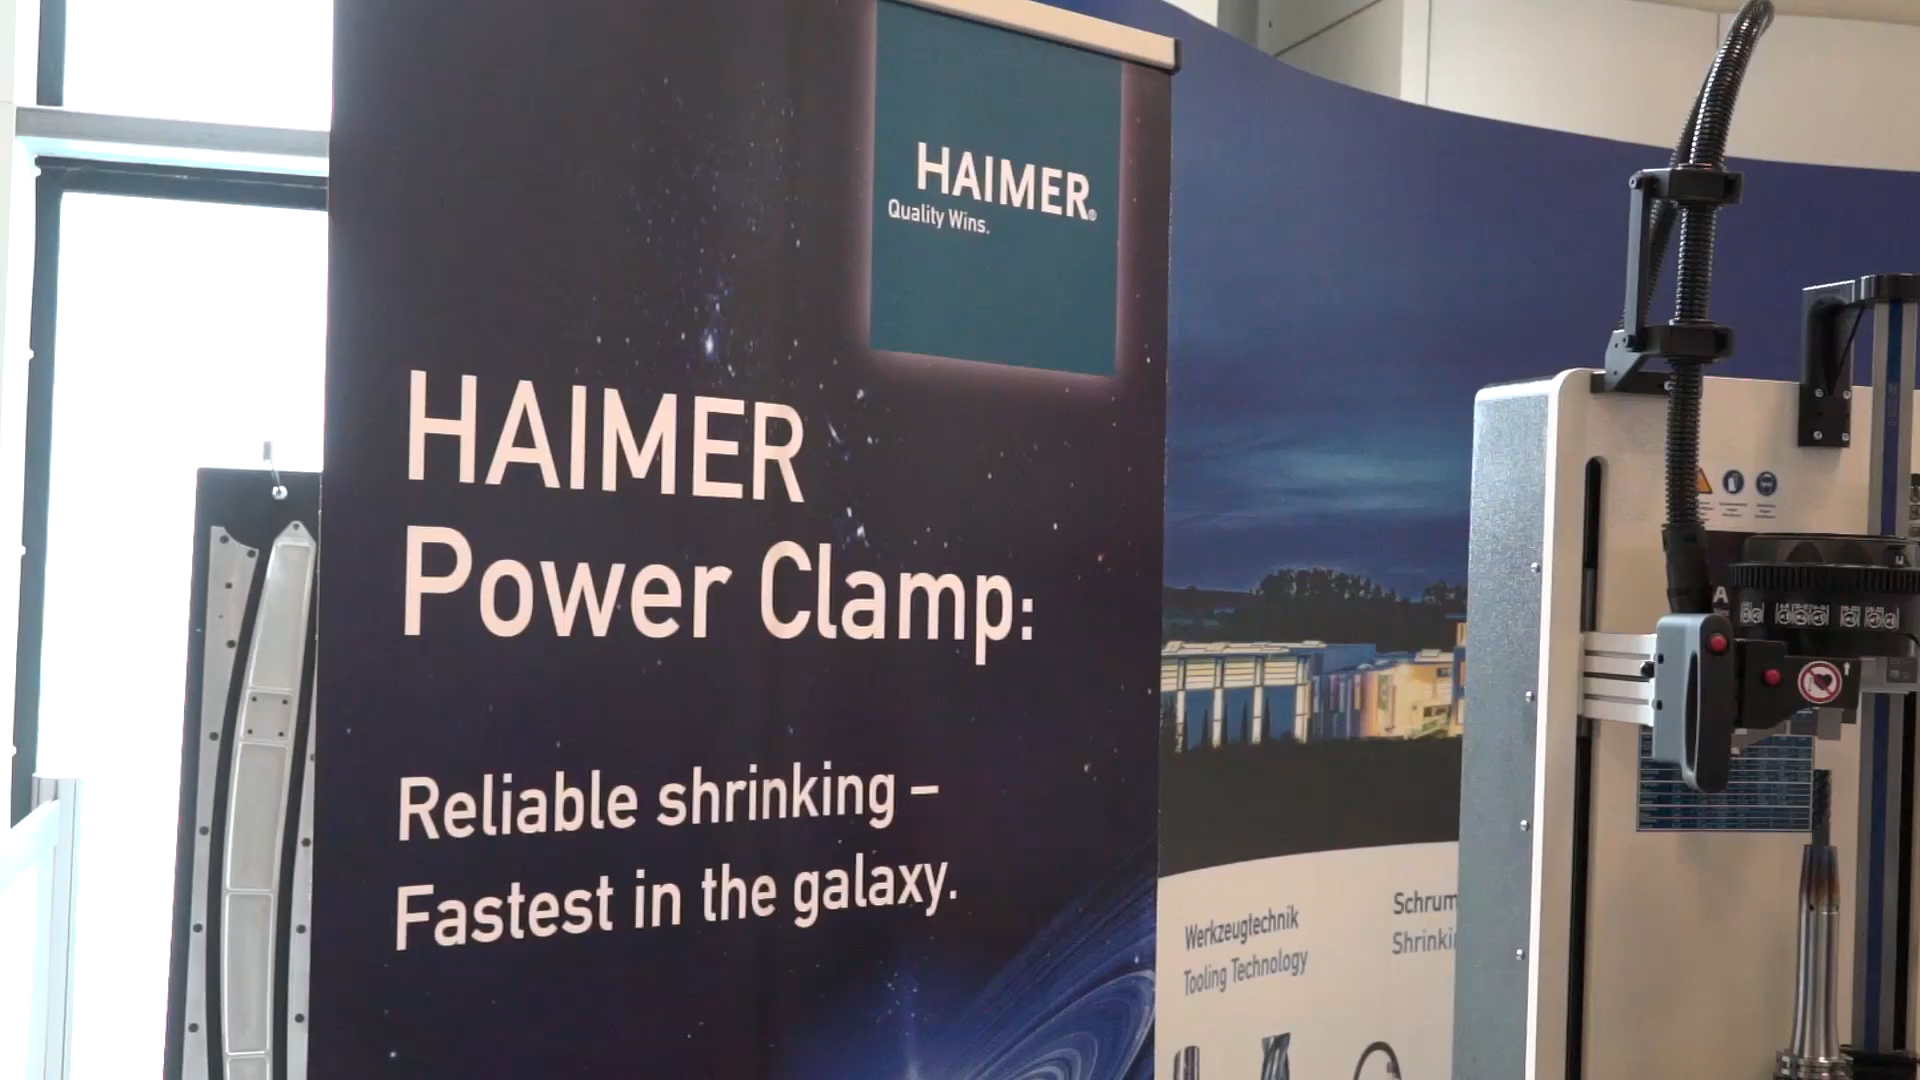 HAIMER®
Quality Wins.
HAIMER
Power Clamp:
Reliable shrinking –
Fastest in the galaxy.
Werkzeugtechnik
Tooling Technology
Schrum
Shrinki
A